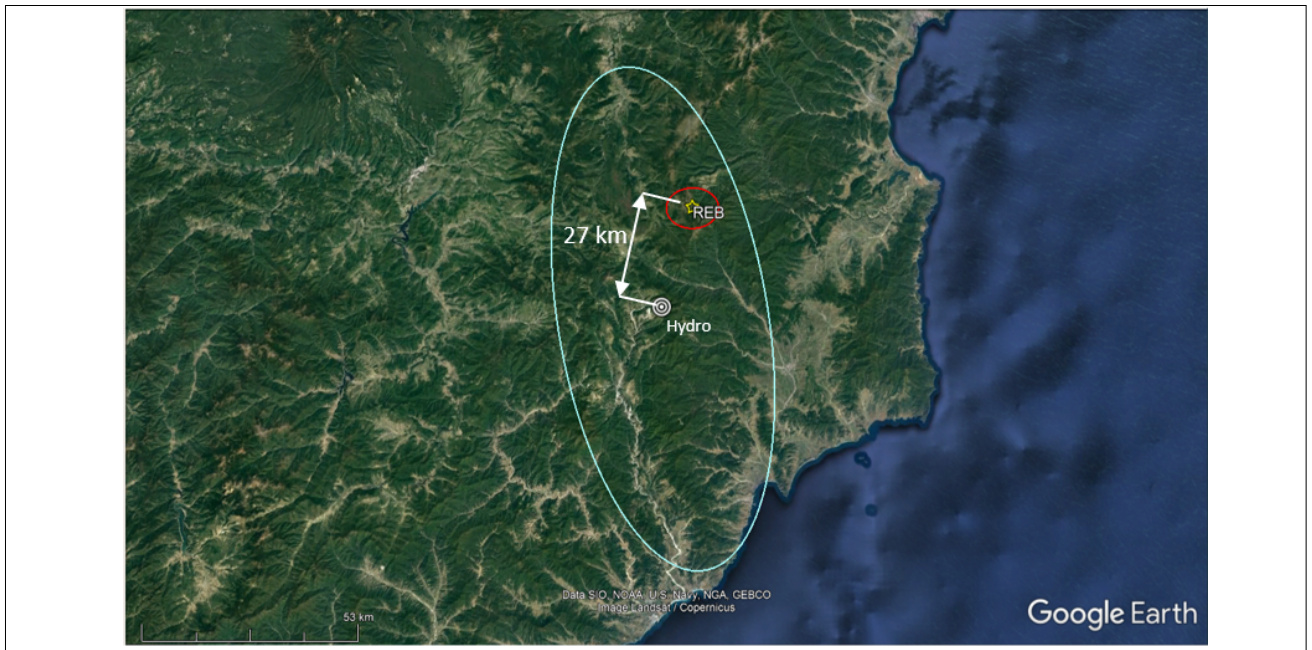 REB
27 km
Hydro
Data SIO, NOAA, U.S. Navy, NGA, GEBCO
Image Landsat / Copernicus
53 km
Google Earth